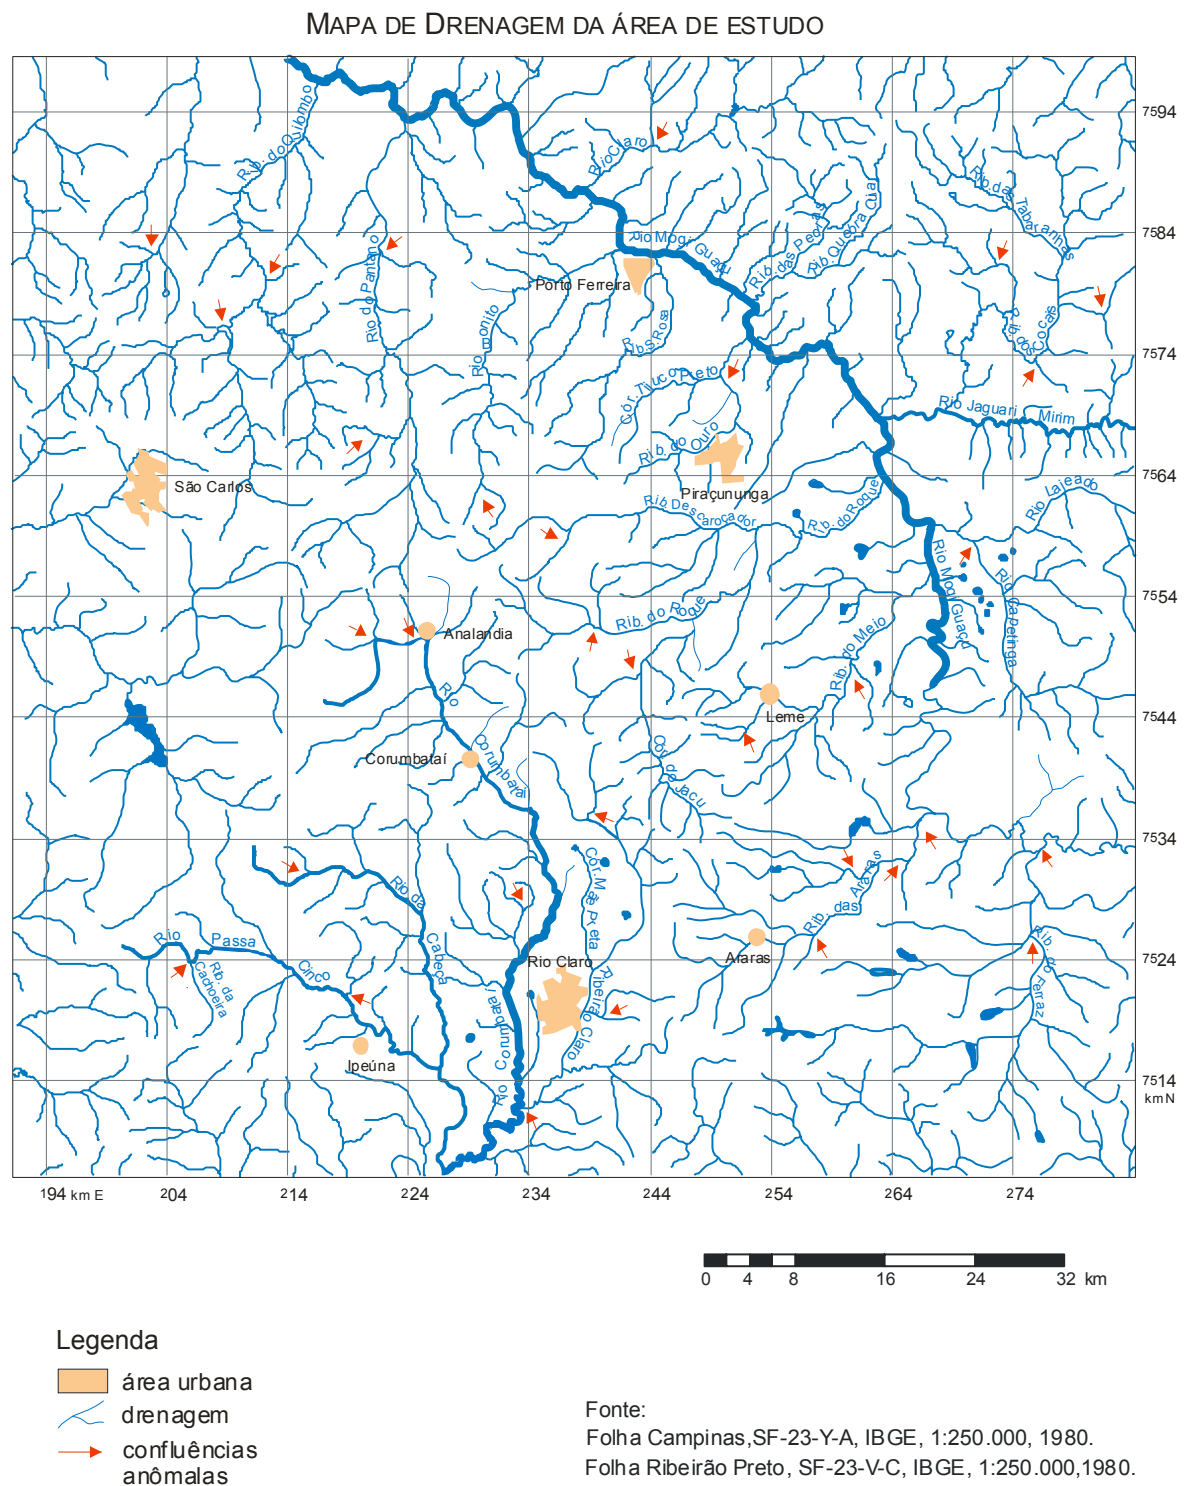 MAPA DE DRENAGEM DA ÁREA DE ESTUDO
7594
Rib. do Quilombo
Rio Claro
Rib. das Tabaranhas
Rib. das Pedras
Rib. Quebra Cuia
7584
Rio do Pantano
Rio Mogi Guaçu
Porto Ferreira
Rio Bonito
Rib. S Rosa
Rib. dos Cocais
7574
Cór. Tijuco Preto
Rio Jaguari Mirim
Rib. do Ouro
São Carlos
Piraçununga
7564
Rib. Descaroçador
Rib. do Roque
Rio Lajeado
Rio Mogi Guaçu
Rio Capetinga
7554
Rib. do Roque
Analandia
Rib. do Meio
Rio
Leme
7544
Corumbataí
Corumbataí
Cór. do Jacu
7534
Cór. Mãe Preta
Rio da
Rib. das Araras
Rio Passa
Cabeça
Rio Claro
Araras
Rib. do Ferraz
7524
Rib. da
Cachoeira
Cinco
Ribeirão Claro
Rio Corumbataí
Ipeúna
7514
km N
194 km E 204 214 224 234 244 254 264 274
0 4 8 16 24 32 km
Legenda
área urbana
drenagem
confluências
anômalas
Fonte:
Folha Campinas,SF-23-Y-A, IBGE, 1:250.000, 1980.
Folha Ribeirão Preto, SF-23-V-C, IBGE, 1:250.000,1980.